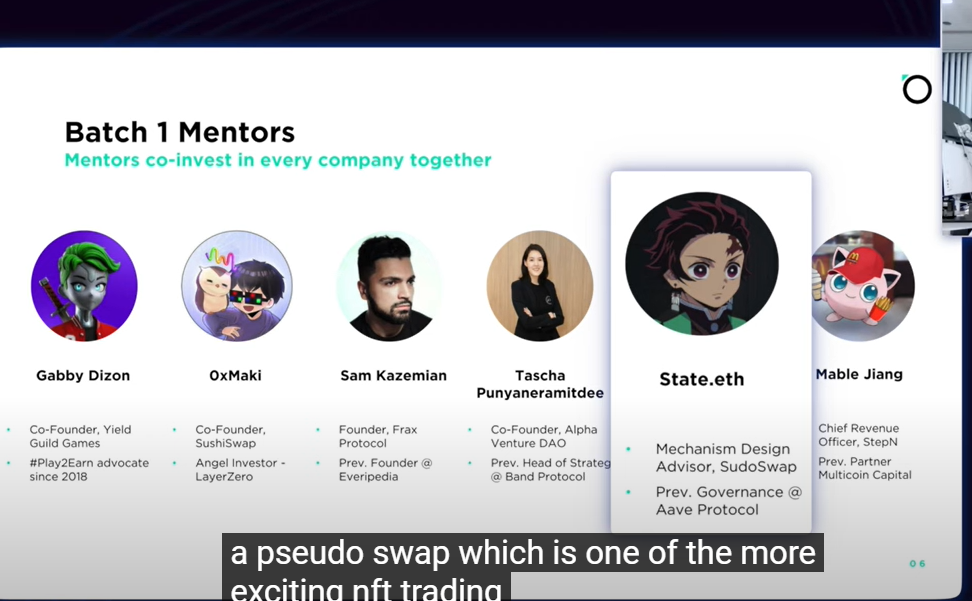 Batch 1 Mentors
Mentors co-invest in every company together
Gabby Dizon
Co-Founder, Yield
Guild Games
#Play2Earn advocate
since 2018
0xMaki
Co-Founder,
SushiSwap
Angel Investor -
LayerZero
Sam Kazemian
Founder, Frax
Protocol
Prev. Founder @
Everipedia
Tascha
Punyaneramitdee
Co-Founder, Alpha
Venture DAO
Prev. Head of Strateg
@ Band Protocol
State.eth
Mechanism Design
Advisor, SudoSwap
Prev. Governance @
Aave Protocol
Mable Jiang
Chief Revenue
Officer, StepN
Prev. Partner
Multicoin Capital
06
a pseudo swap which is one of the more
exciting nft trading